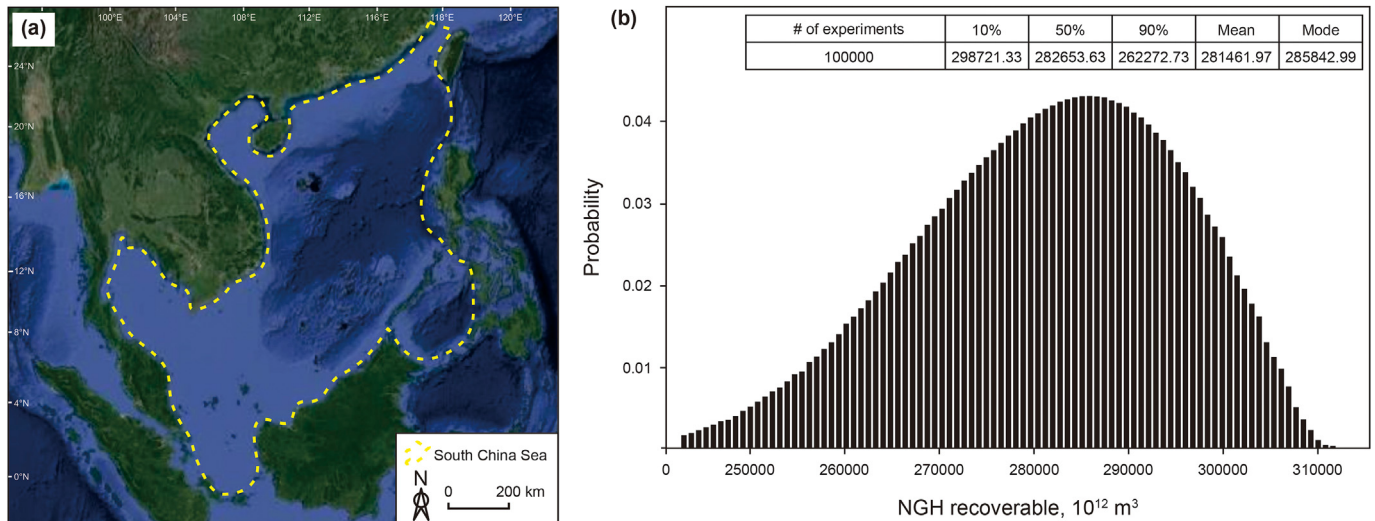 (a)
100°E 104°E 108°E 112°E 116°E 118°E 120°E
24°N
20°N
16°N
12°N
8°N
4°N
0°N
South China Sea
N
0 200 km
(b)
# of experiments 10% 50% 90% Mean Mode
100000 298721.33 282653.63 262272.73 281461.97 285842.99
Probability
0.04
0.03
0.02
0.01
0 250000 260000 270000 280000 290000 300000 310000
NGH recoverable, 10¹² m³